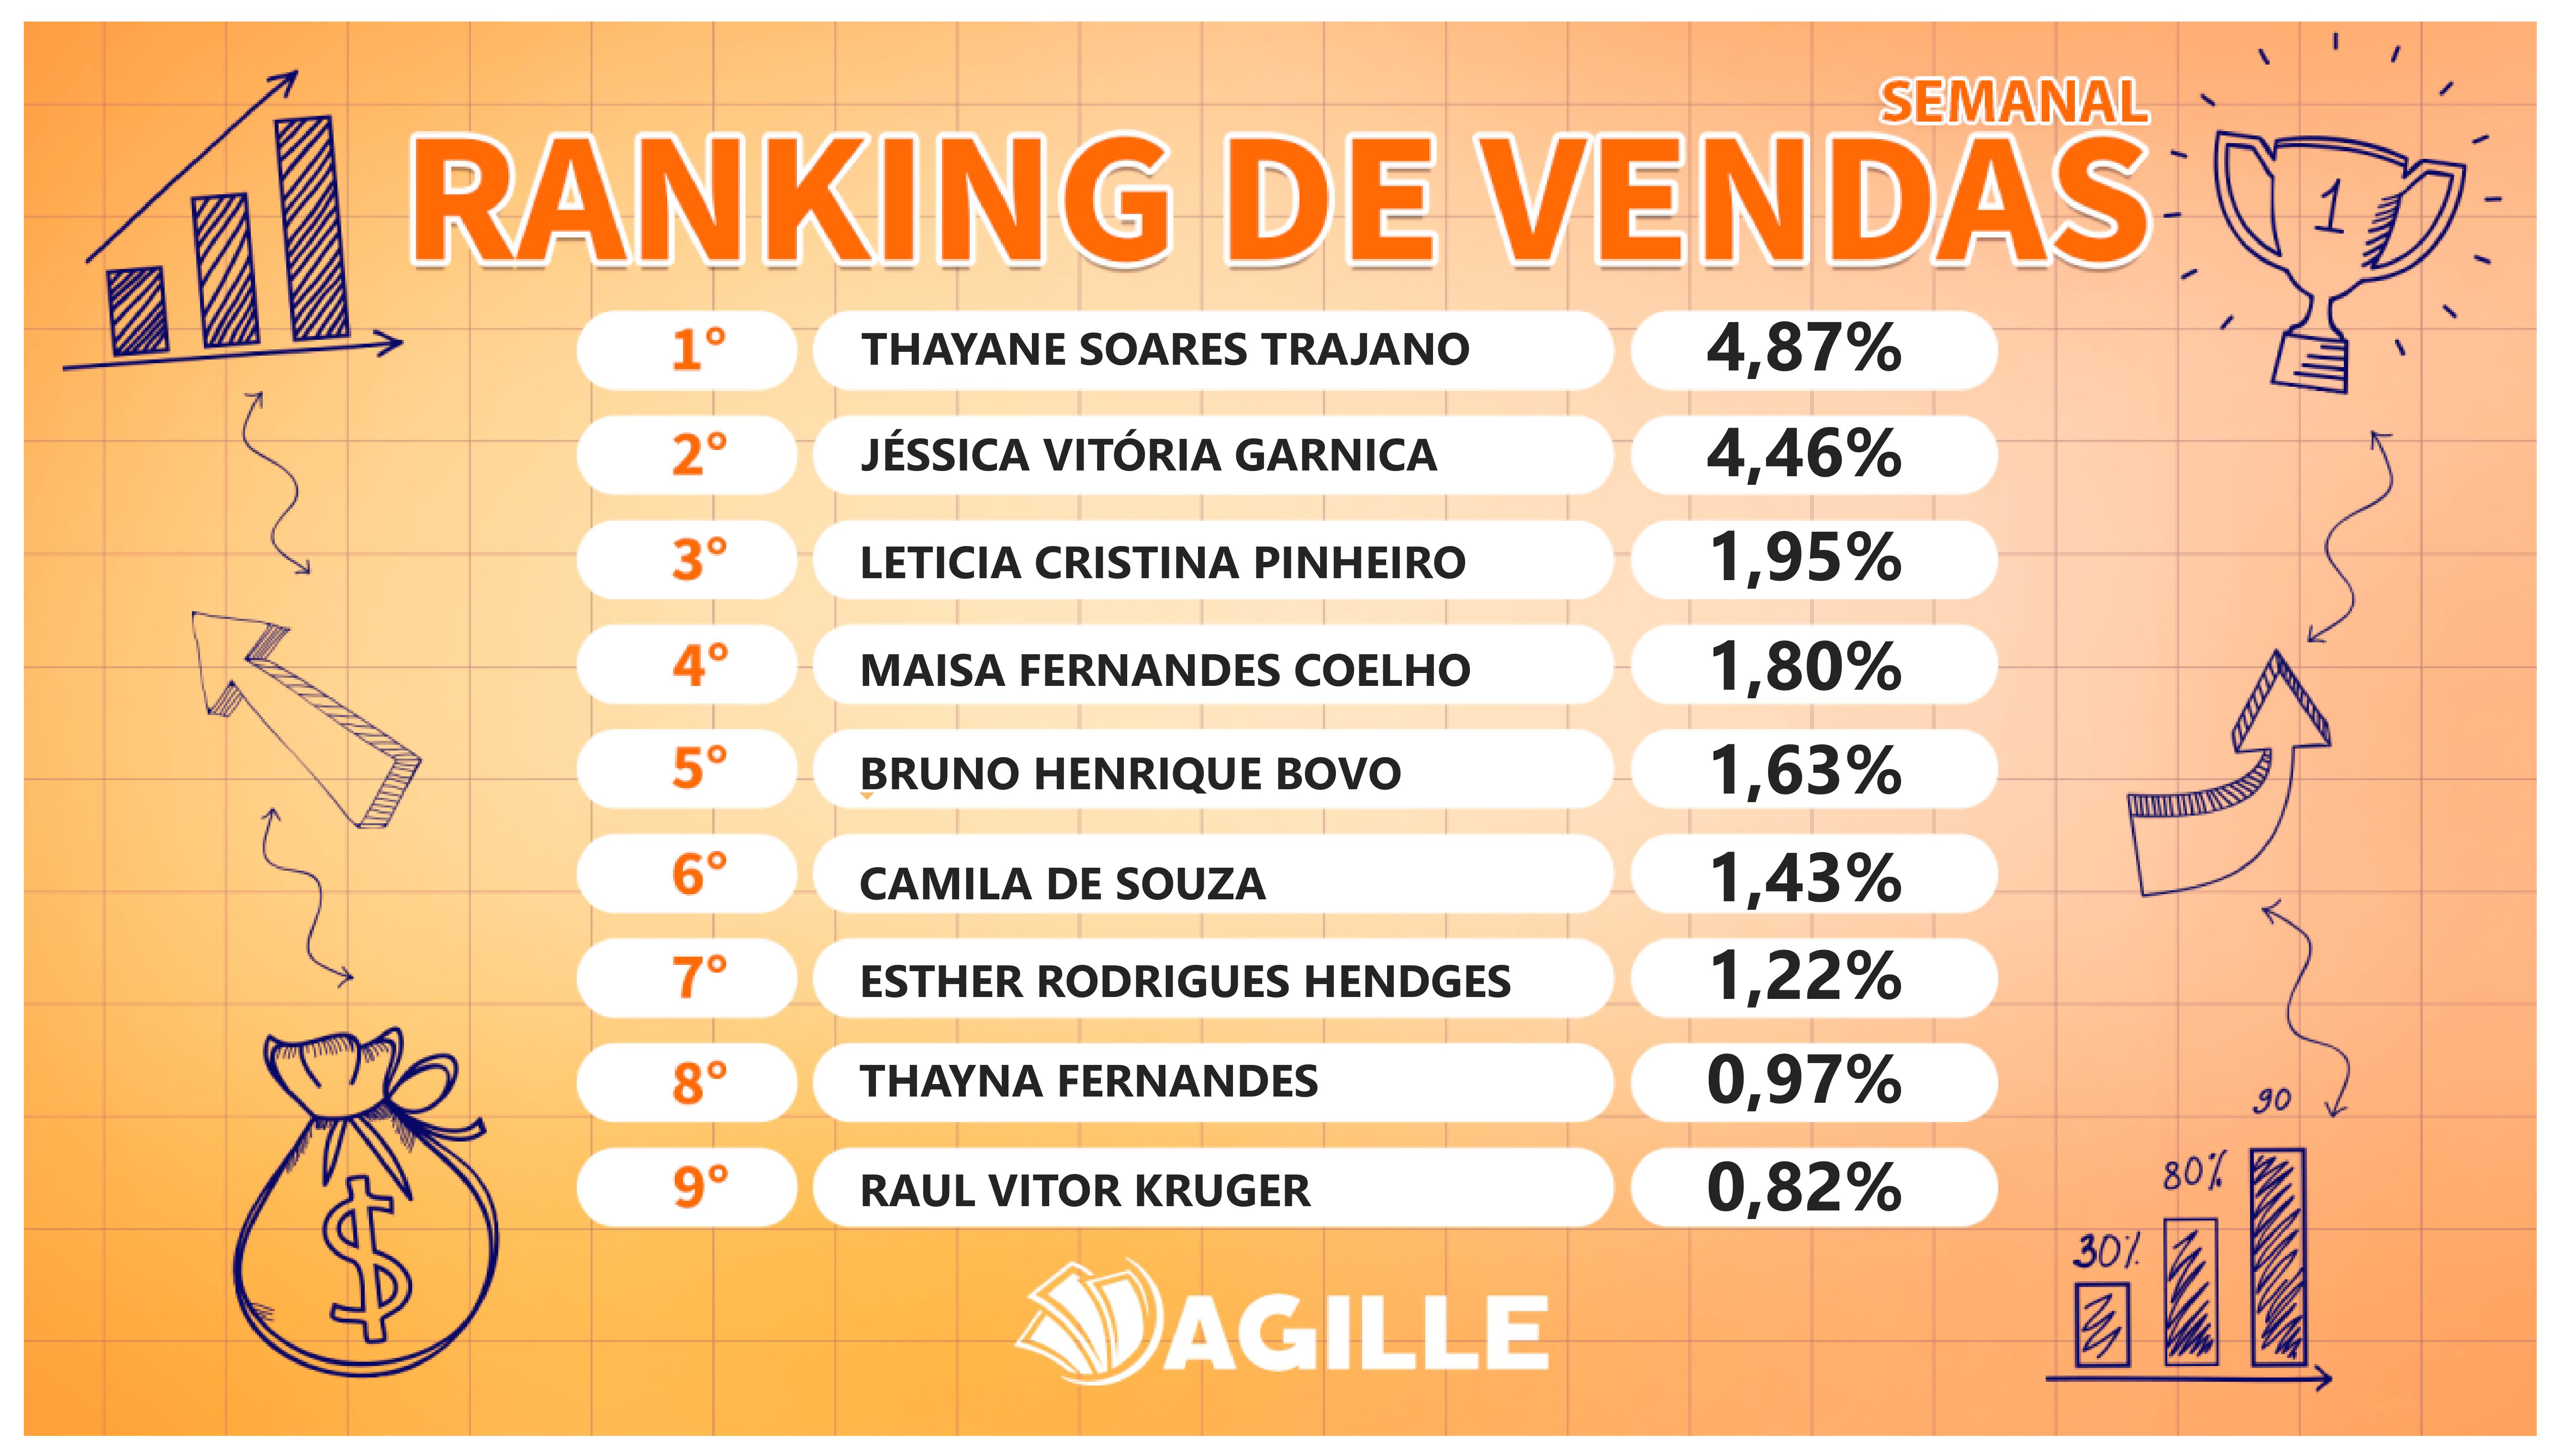 SEMANAL
RANKING DE VENDAS
1
1° THAYANE SOARES TRAJANO 4,87%
2° JÉSSICA VITÓRIA GARNICA 4,46%
3° LETICIA CRISTINA PINHEIRO 1,95%
4° MAISA FERNANDES COELHO 1,80%
5° BRUNO HENRIQUE BOVO 1,63%
6° CAMILA DE SOUZA 1,43%
7° ESTHER RODRIGUES HENDGES 1,22%
8° THAYNA FERNANDES 0,97%
9° RAUL VITOR KRUGER 0,82%
$
90
80%
30%
AGILLE